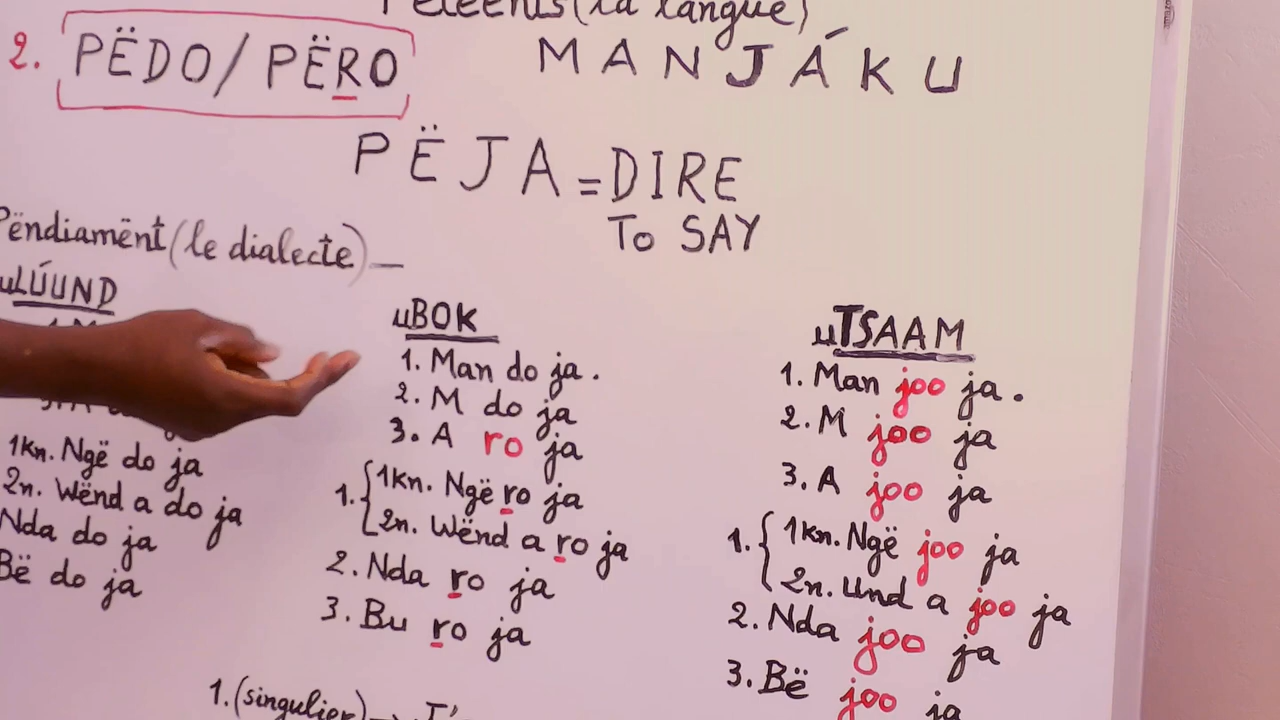 (la langue)
2. PËDO/PËRO
MANJÁKU
PËJA = DIRE
TO SAY
Pëndiamënt (le dialecte) —
uLÚUND
1kn. Ngë do ja
2n. Wënd a do ja
Nda do ja
Bë do ja
uBOK
1. Man do ja.
2. M do ja
3. A ro ja
1. { 1kn. Ngë ro ja
2n. Wënd a ro ja
2. Nda ro ja
3. Bu ro ja
uTSAAM
1. Man joo ja.
2. M joo ja
3. A joo ja
1. { 1kn. Ngë joo ja
2n. Und a joo ja
2. Nda joo ja
3. Bë joo ja
1. (singulier) → J'